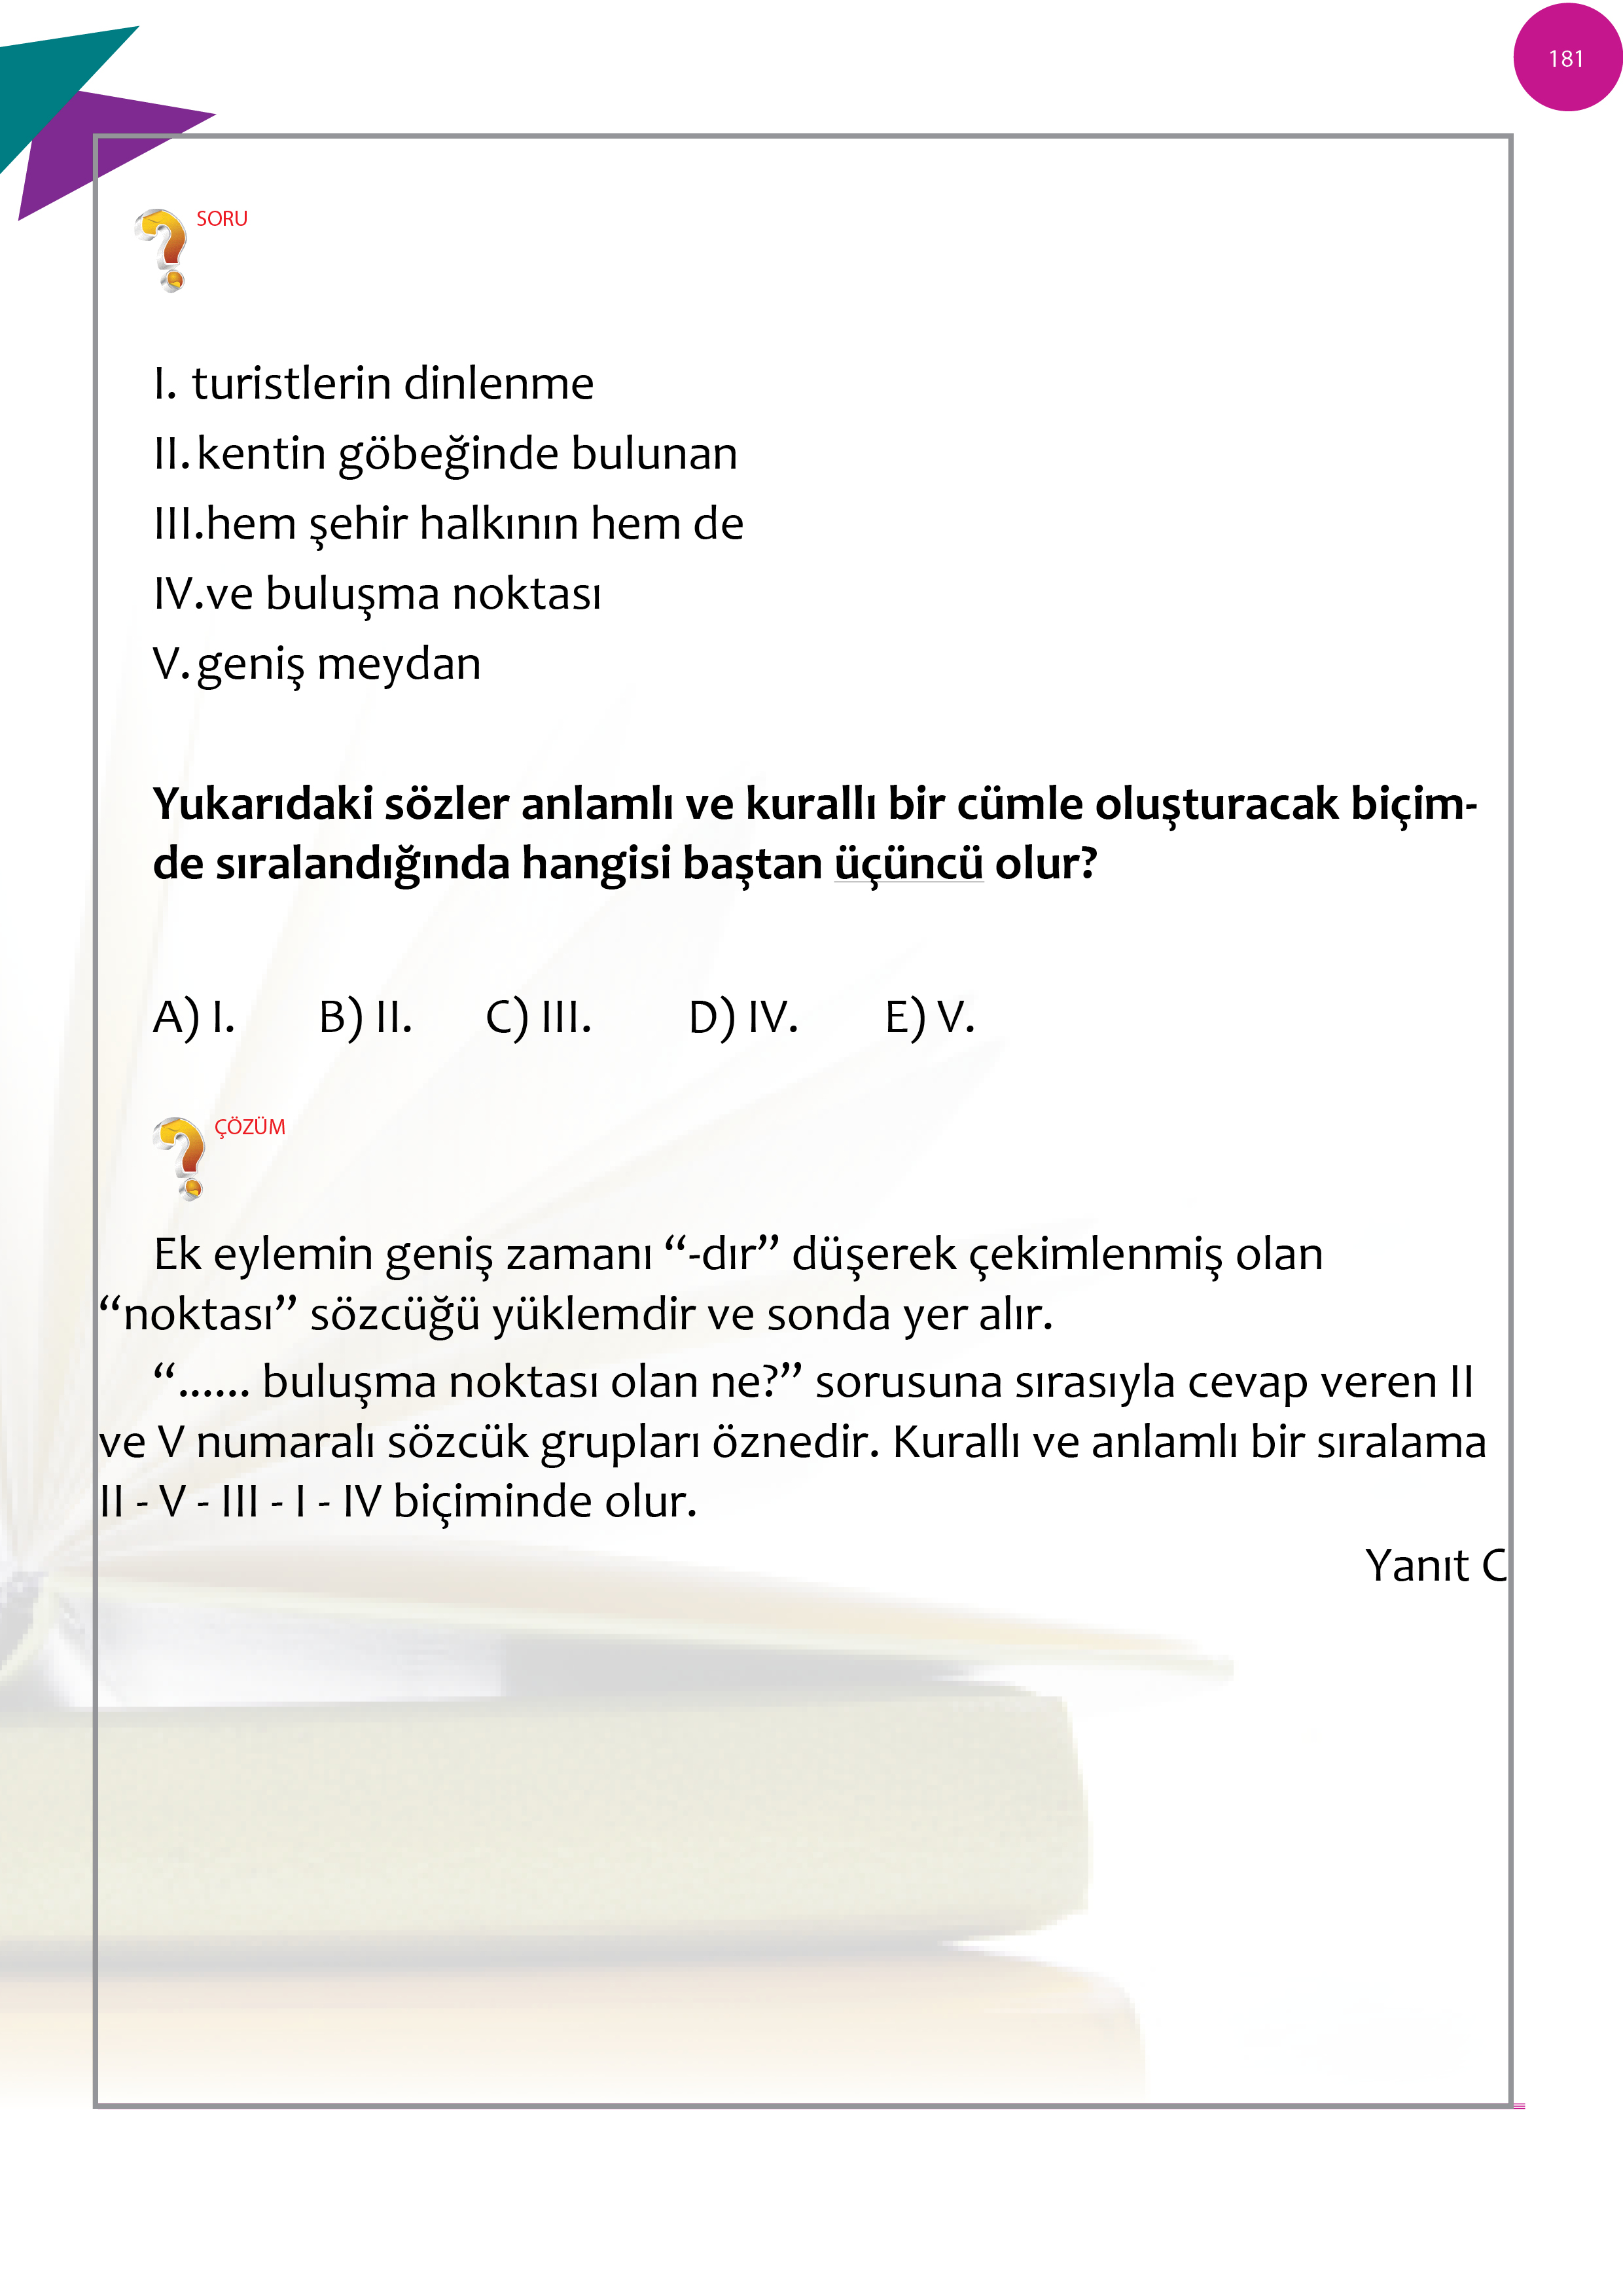 181
SORU
I. turistlerin dinlenme
II. kentin göbeğinde bulunan
III.hem şehir halkının hem de
IV.ve buluşma noktası
V. geniş meydan
Yukarıdaki sözler anlamlı ve kurallı bir cümle oluşturacak biçim-
de sıralandığında hangisi baştan üçüncü olur?
A) I. B) II. C) III. D) IV. E) V.
ÇÖZÜM
Ek eylemin geniş zamanı “-dır” düşerek çekimlenmiş olan
“noktası” sözcüğü yüklemdir ve sonda yer alır.
“...... buluşma noktası olan ne?” sorusuna sırasıyla cevap veren II
ve V numaralı sözcük grupları öznedir. Kurallı ve anlamlı bir sıralama
II - V - III - I - IV biçiminde olur.
Yanıt C